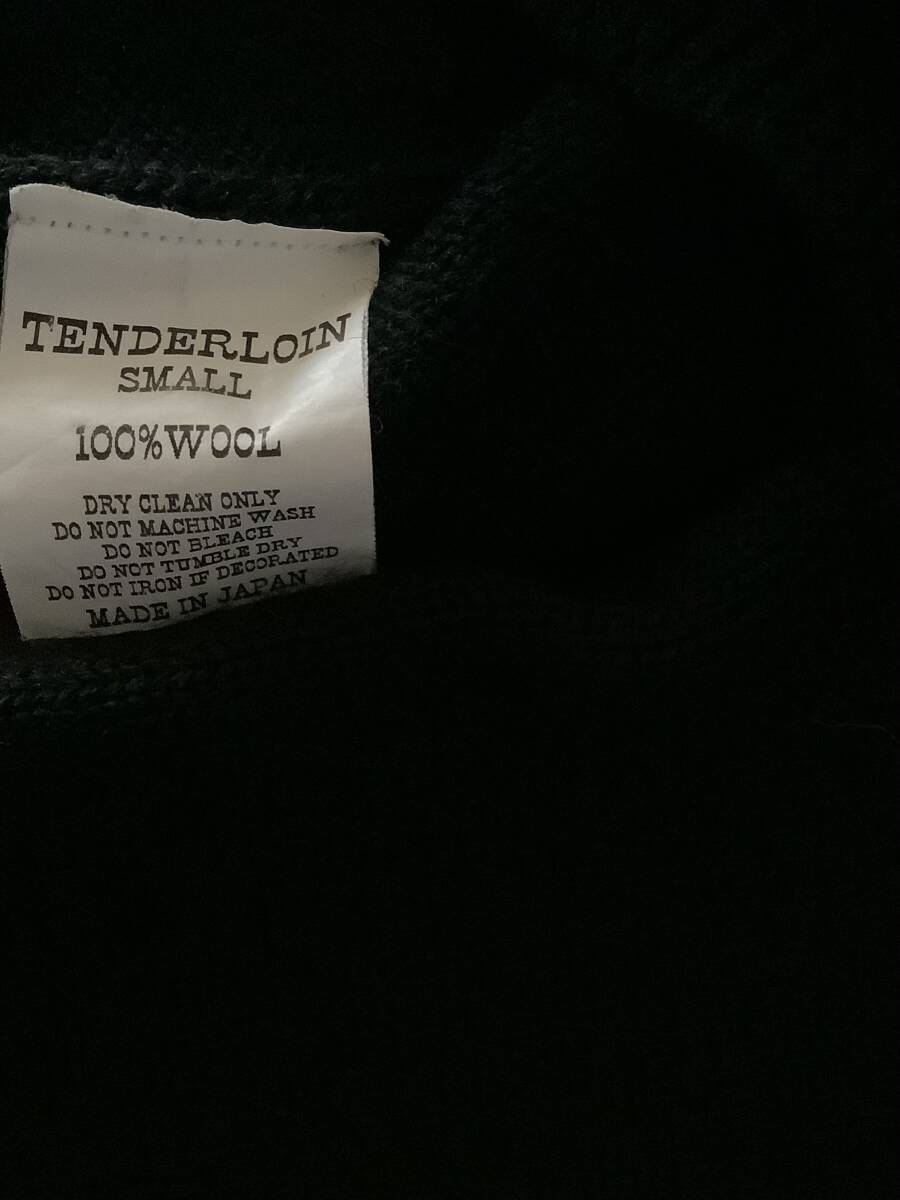 TENDERLOIN
SMALL
100%WOOL
DRY CLEAN ONLY
DO NOT MACHINE WASH
DO NOT BLEACH
DO NOT TUMBLE DRY
DO NOT IRON IF DECORATED
MADE IN JAPAN